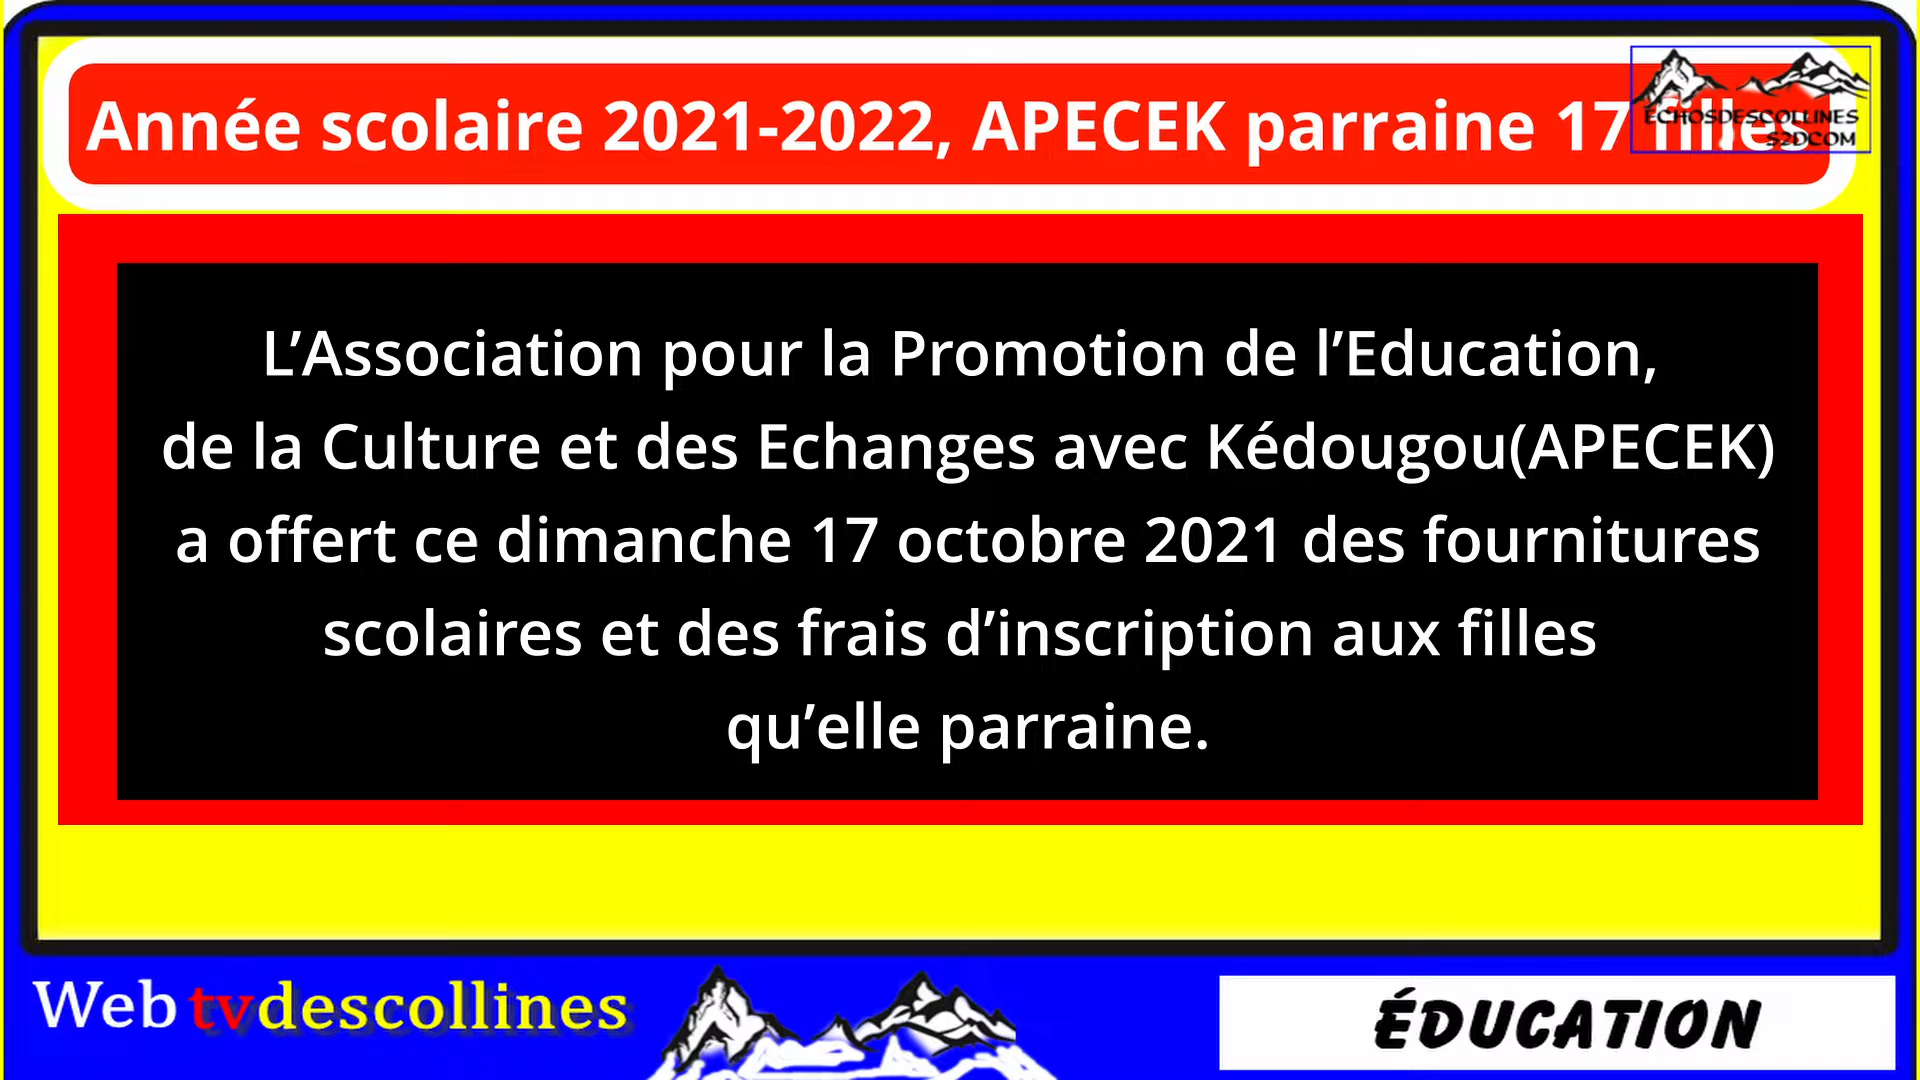 Année scolaire 2021-2022, APECEK parraine 17 filles
ECHOSDESCOLLINES
S2DCOM
L’Association pour la Promotion de l’Education,
de la Culture et des Echanges avec Kédougou(APECEK)
a offert ce dimanche 17 octobre 2021 des fournitures
scolaires et des frais d’inscription aux filles
qu’elle parraine.
Web tvdescollines
ÉDUCATION